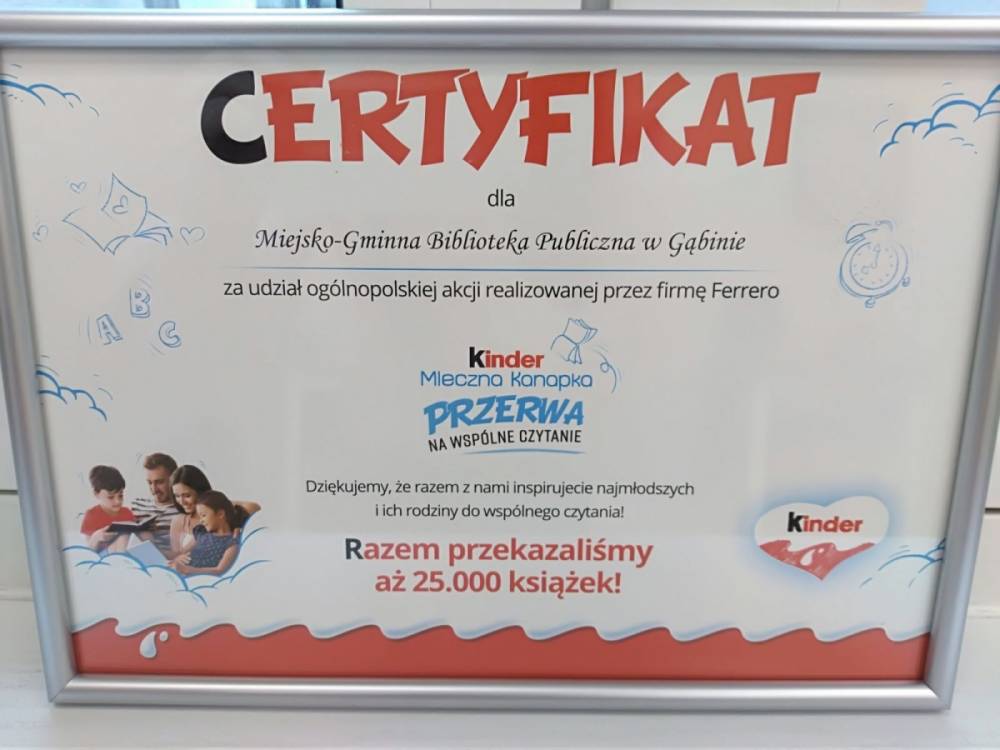 CERTYFIKAT
dla
Miejsko-Gminna Biblioteka Publiczna w Gąbinie
za udział ogólnopolskiej akcji realizowanej przez firmę Ferrero
Kinder
Mleczna Kanapka
PRZERWA
NA WSPÓLNE CZYTANIE
A B C
Dziękujemy, że razem z nami inspirujecie najmłodszych
i ich rodziny do wspólnego czytania!
Kinder
Razem przekazaliśmy
aż 25.000 książek!